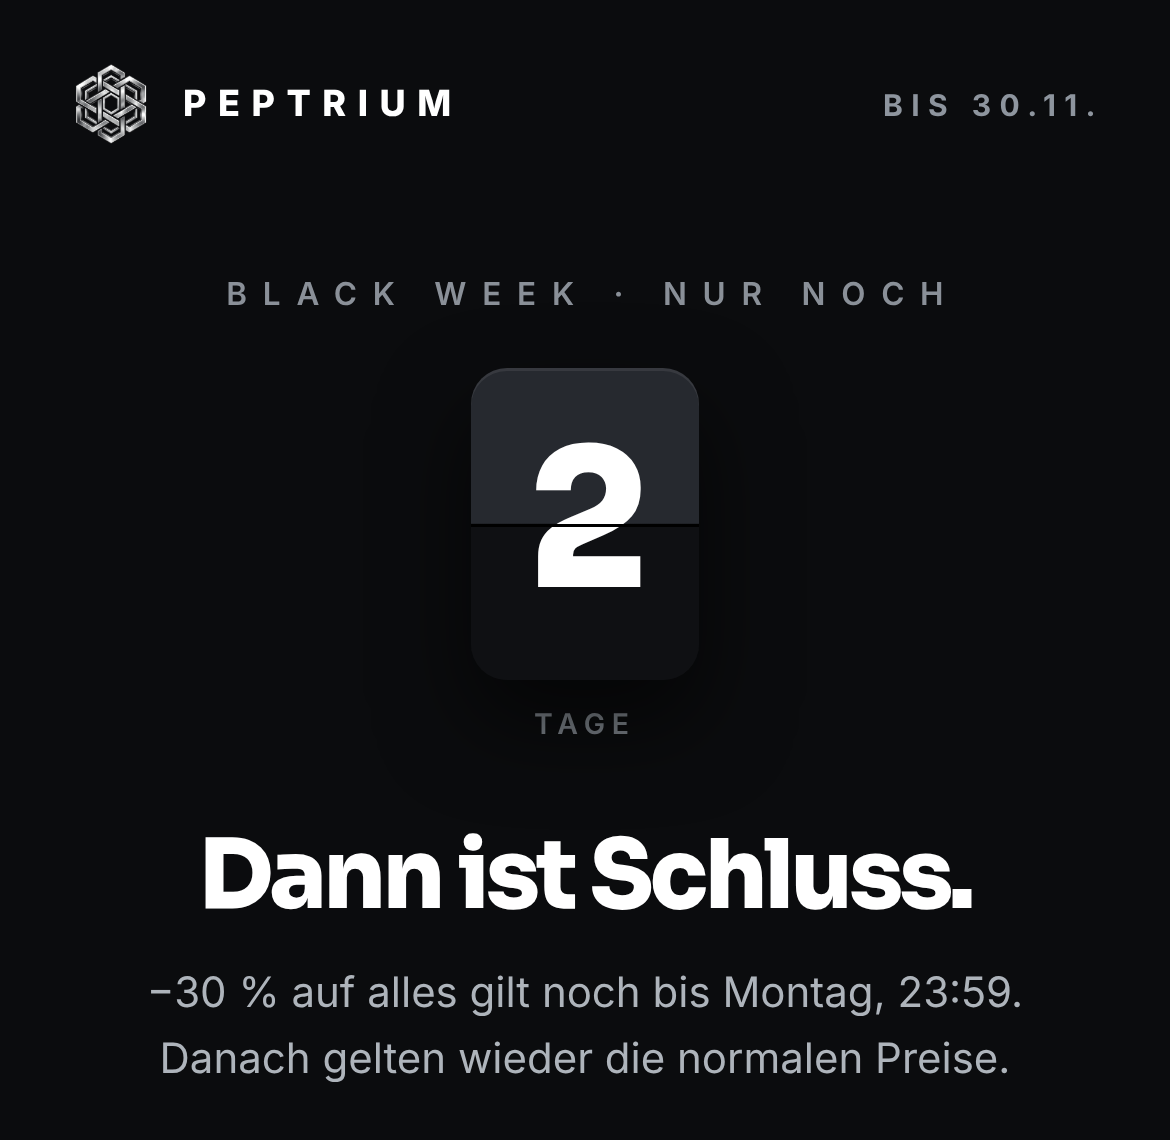 PEPTRIUM
BIS 30.11.
BLACK WEEK · NUR NOCH
2
TAGE
Dann ist Schluss.
−30 % auf alles gilt noch bis Montag, 23:59.
Danach gelten wieder die normalen Preise.